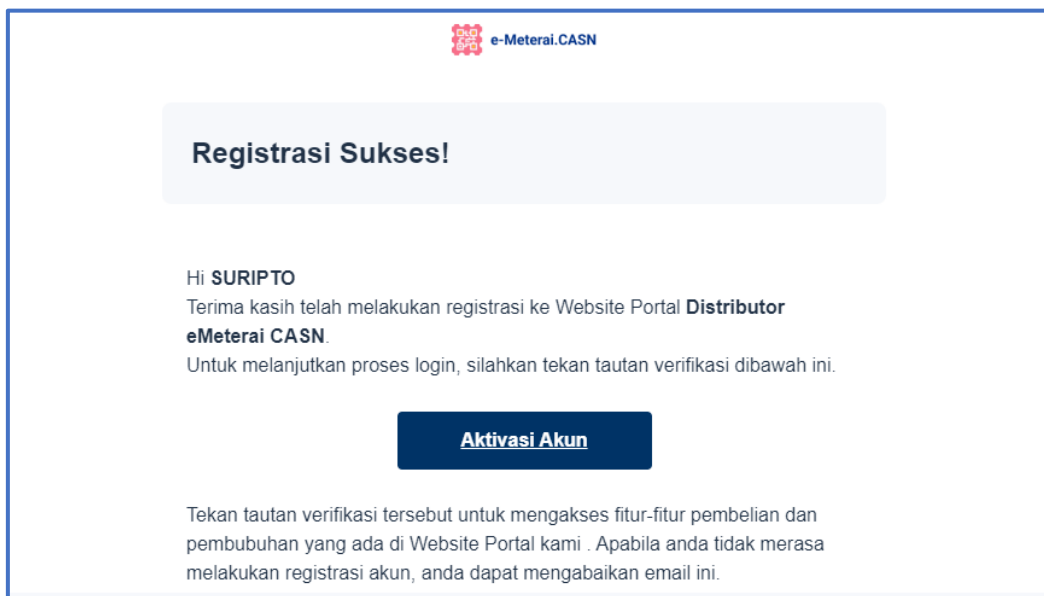 e-Meterai.CASN
Registrasi Sukses!
Hi SURIPTO
Terima kasih telah melakukan registrasi ke Website Portal Distributor
eMeterai CASN.
Untuk melanjutkan proses login, silahkan tekan tautan verifikasi dibawah ini.
Aktivasi Akun
Tekan tautan verifikasi tersebut untuk mengakses fitur-fitur pembelian dan
pembubuhan yang ada di Website Portal kami . Apabila anda tidak merasa
melakukan registrasi akun, anda dapat mengabaikan email ini.